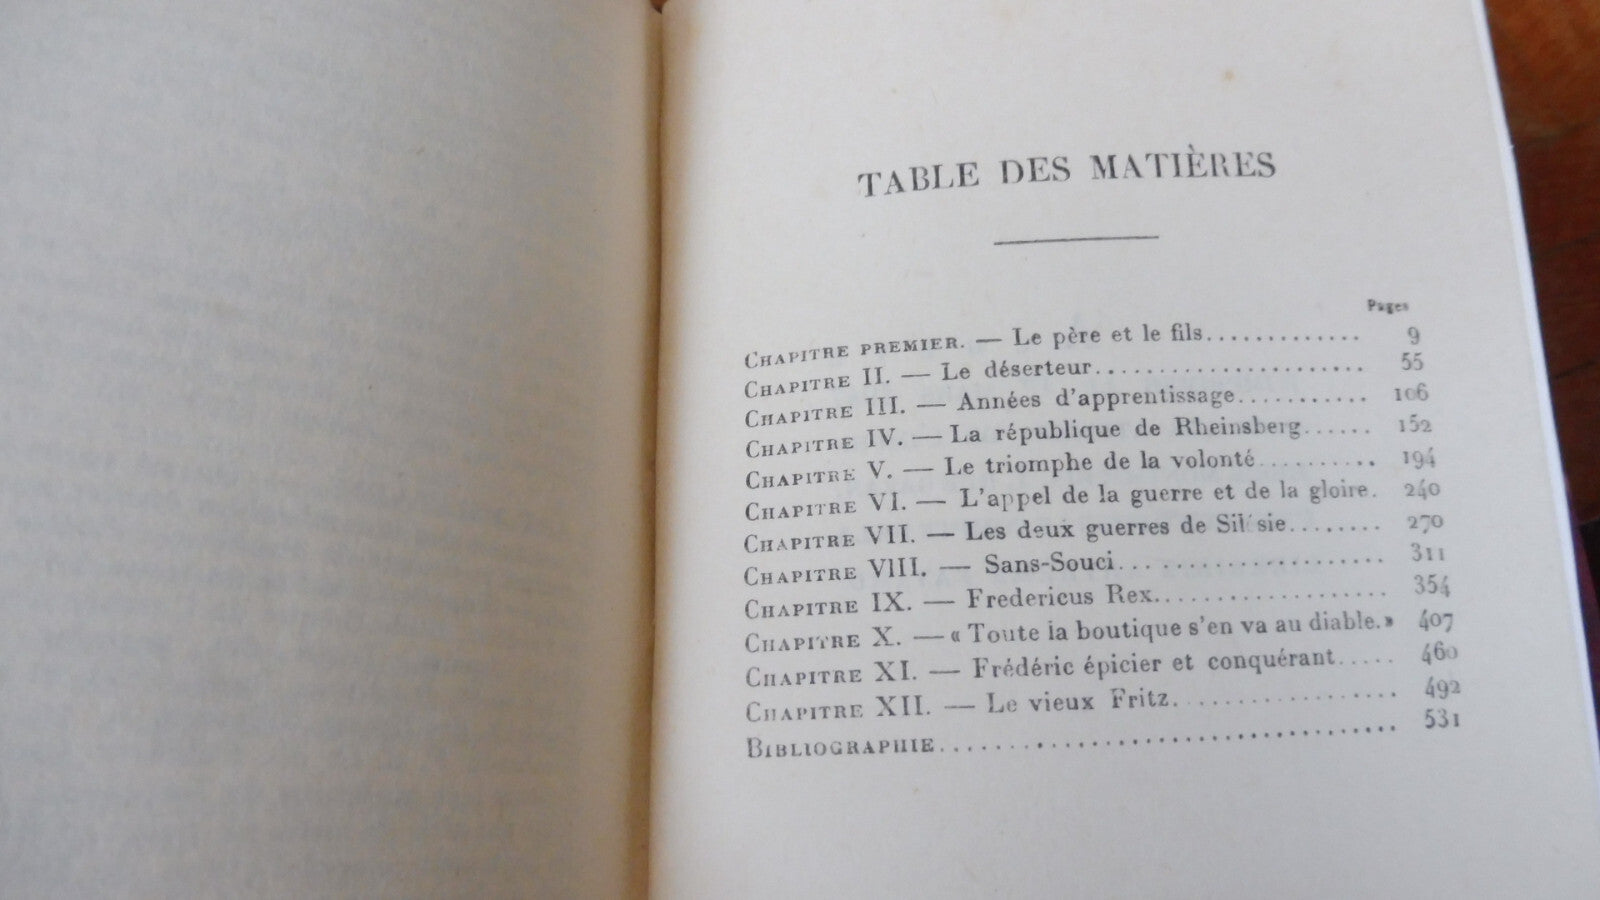 TABLE DES MATIÈRES
Pages
CHAPITRE PREMIER. — Le père et le fils............. 9
CHAPITRE II. — Le déserteur...................... 55
CHAPITRE III. — Années d'apprentissage........... 106
CHAPITRE IV. — La république de Rheinsberg...... 152
CHAPITRE V. — Le triomphe de la volonté.......... 194
CHAPITRE VI. — L'appel de la guerre et de la gloire. 240
CHAPITRE VII. — Les deux guerres de Silésie........ 270
CHAPITRE VIII. — Sans-Souci.................... 311
CHAPITRE IX. — Fredericus Rex................... 354
CHAPITRE X. — « Toute la boutique s'en va au diable. » 407
CHAPITRE XI. — Frédéric épicier et conquérant..... 460
CHAPITRE XII. — Le vieux Fritz................. 492
BIBLIOGRAPHIE.................................. 531